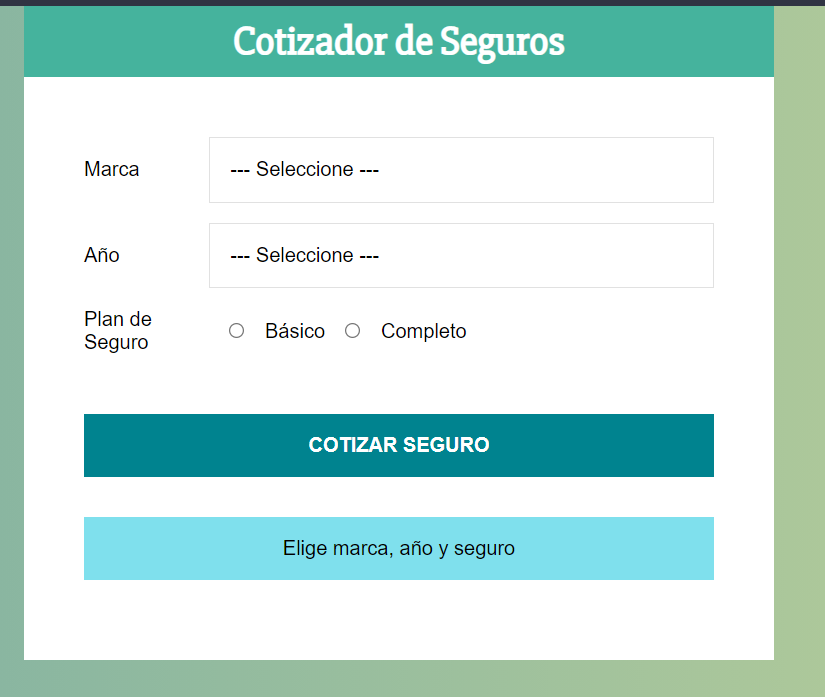 Cotizador de Seguros
Marca
--- Seleccione ---
Año
--- Seleccione ---
Plan de
Seguro
Básico Completo
COTIZAR SEGURO
Elige marca, año y seguro